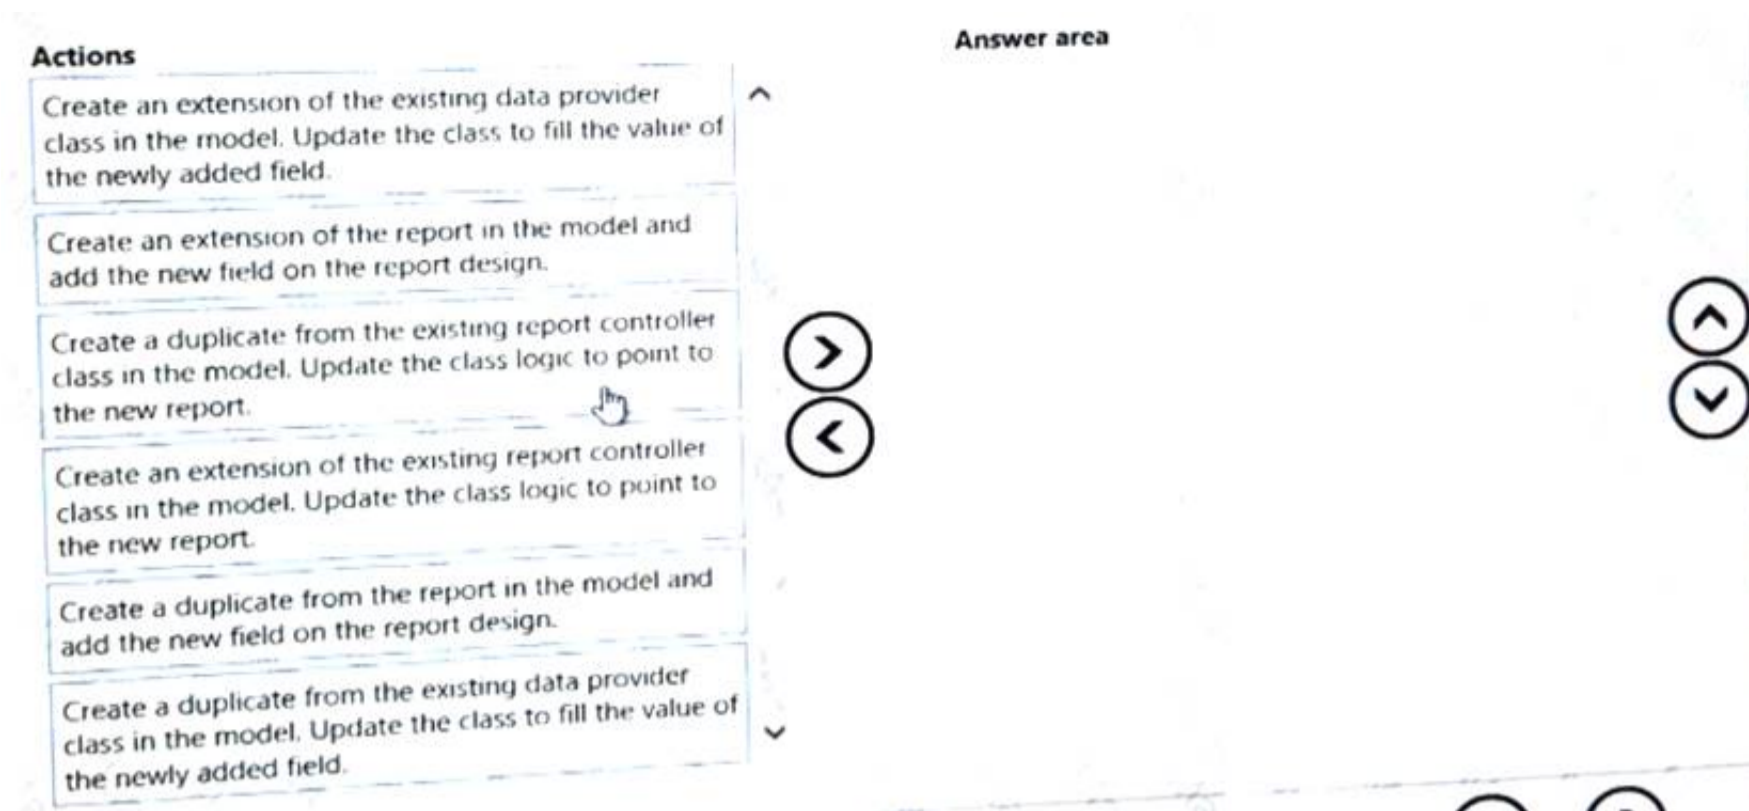 Actions
Create an extension of the existing data provider
class in the model. Update the class to fill the value of
the newly added field.
Create an extension of the report in the model and
add the new field on the report design.
Create a duplicate from the existing report controller
class in the model. Update the class logic to point to
the new report.
Create an extension of the existing report controller
class in the model. Update the class logic to point to
the new report.
Create a duplicate from the report in the model and
add the new field on the report design.
Create a duplicate from the existing data provider
class in the model. Update the class to fill the value of
the newly added field.
Answer area